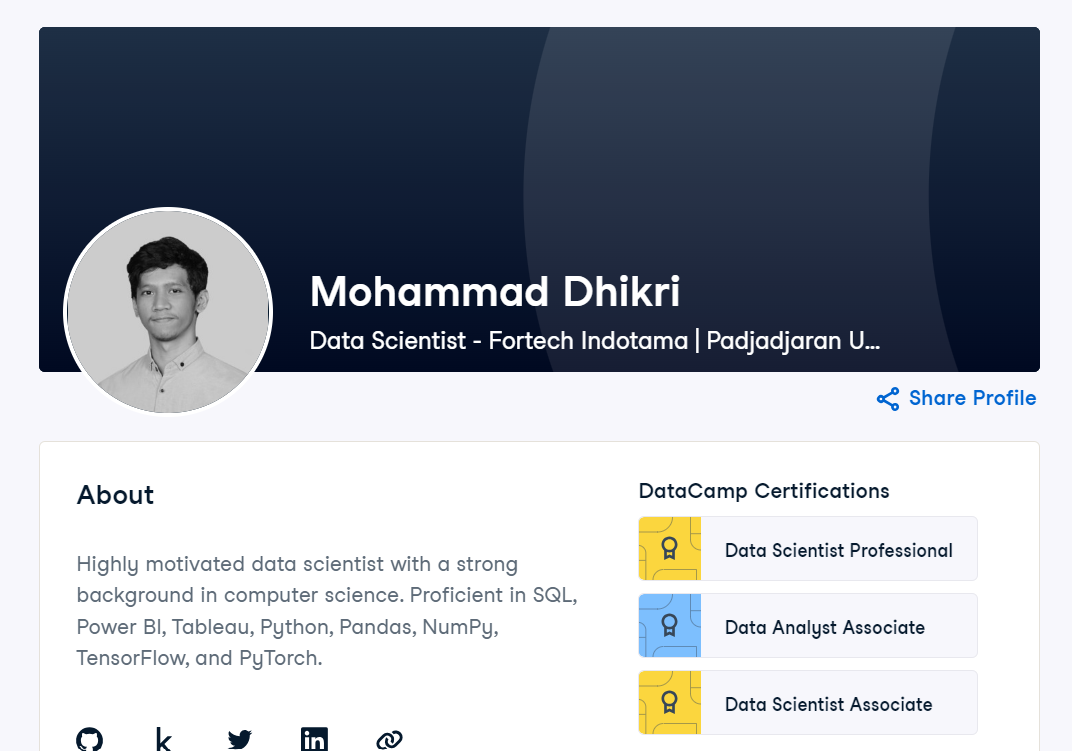 Mohammad Dhikri
Data Scientist - Fortech Indotama | Padjadjaran U...
Share Profile
About
Highly motivated data scientist with a strong
background in computer science. Proficient in SQL,
Power BI, Tableau, Python, Pandas, NumPy,
TensorFlow, and PyTorch.
DataCamp Certifications
Data Scientist Professional
Data Analyst Associate
Data Scientist Associate